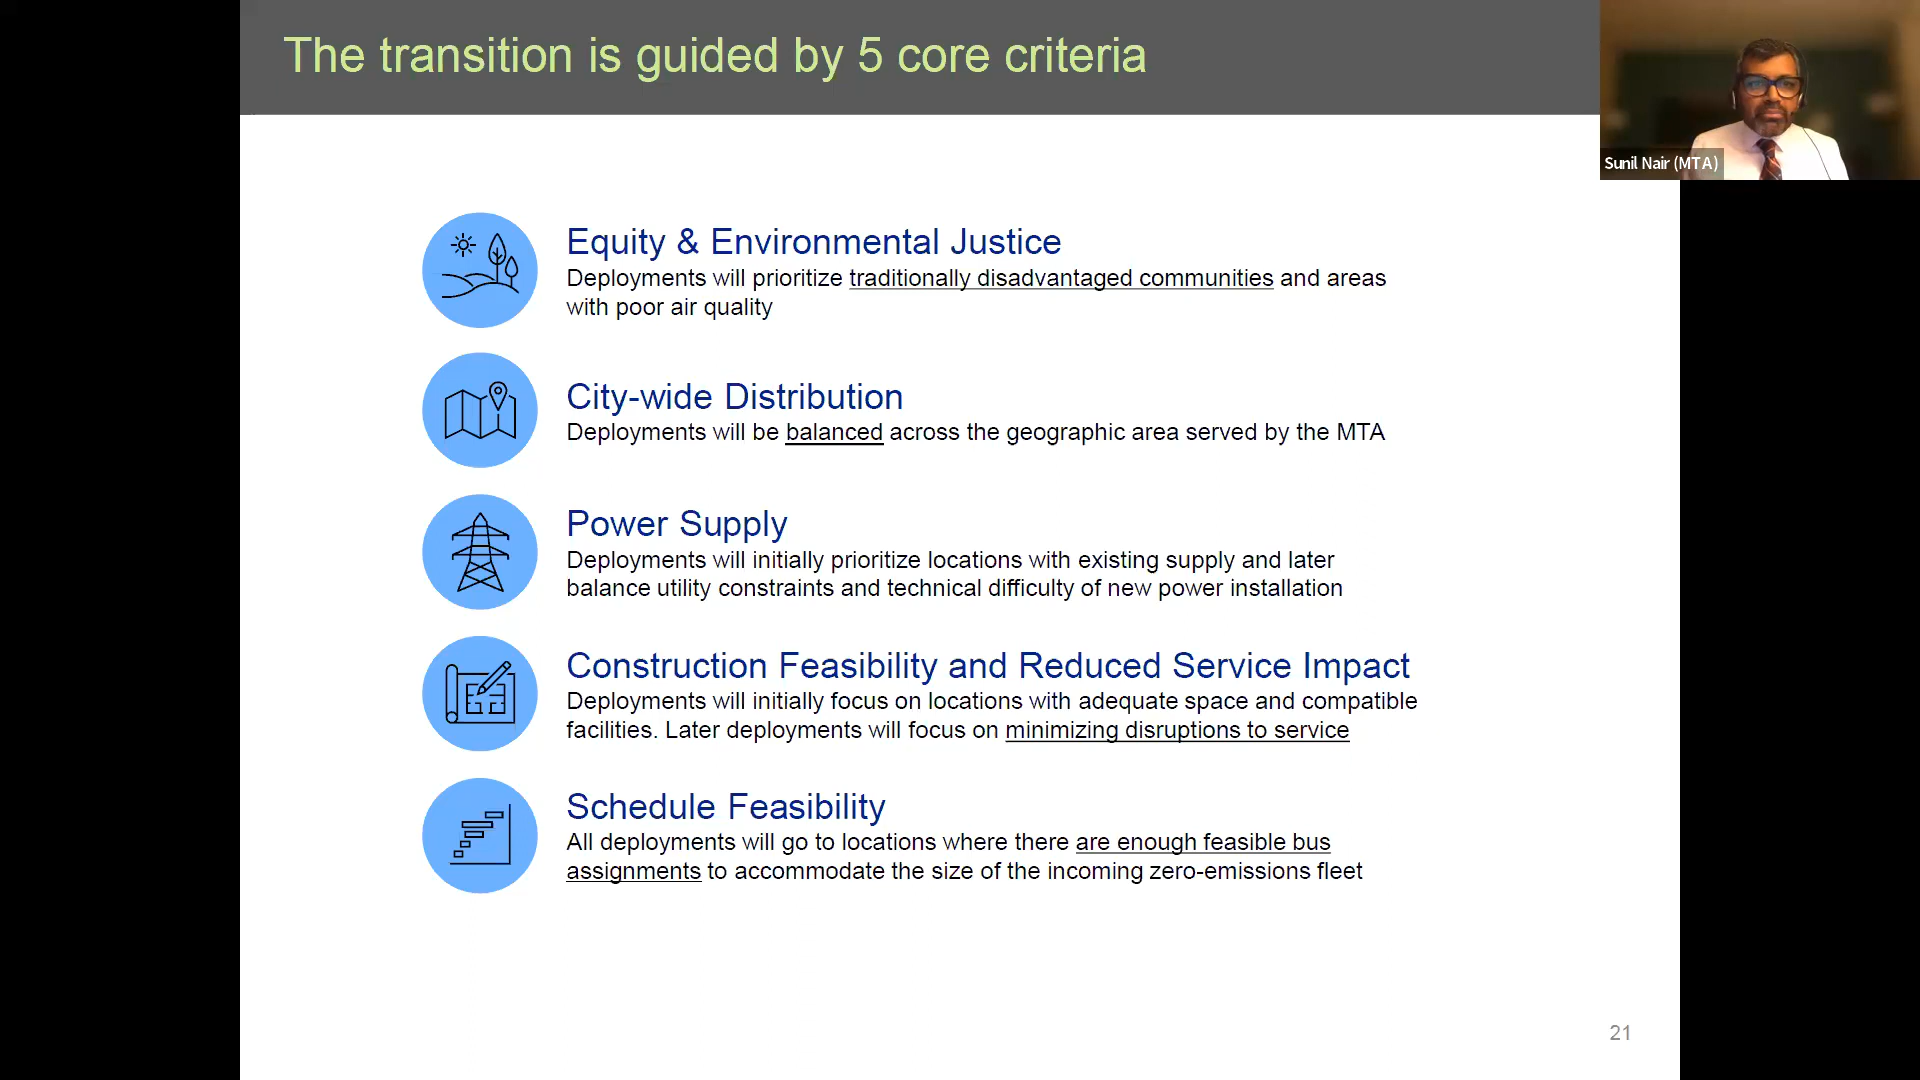 The transition is guided by 5 core criteria
Sunil Nair (MTA)
Equity & Environmental Justice
Deployments will prioritize traditionally disadvantaged communities and areas
with poor air quality
City-wide Distribution
Deployments will be balanced across the geographic area served by the MTA
Power Supply
Deployments will initially prioritize locations with existing supply and later
balance utility constraints and technical difficulty of new power installation
Construction Feasibility and Reduced Service Impact
Deployments will initially focus on locations with adequate space and compatible
facilities. Later deployments will focus on minimizing disruptions to service
Schedule Feasibility
All deployments will go to locations where there are enough feasible bus
assignments to accommodate the size of the incoming zero-emissions fleet
21